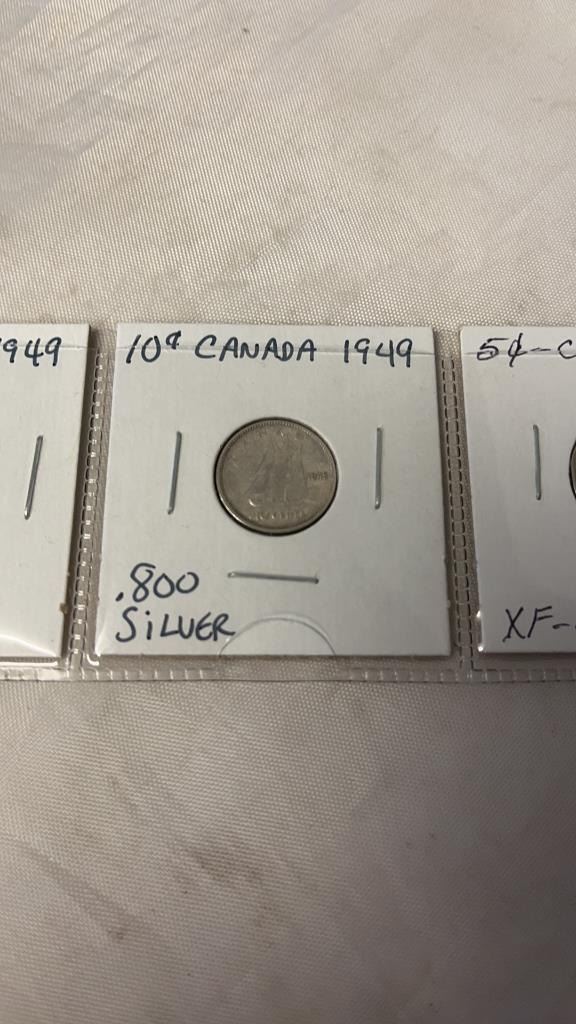 949
10¢ CANADA 1949
5¢-C
.800
SiLVER
XF-